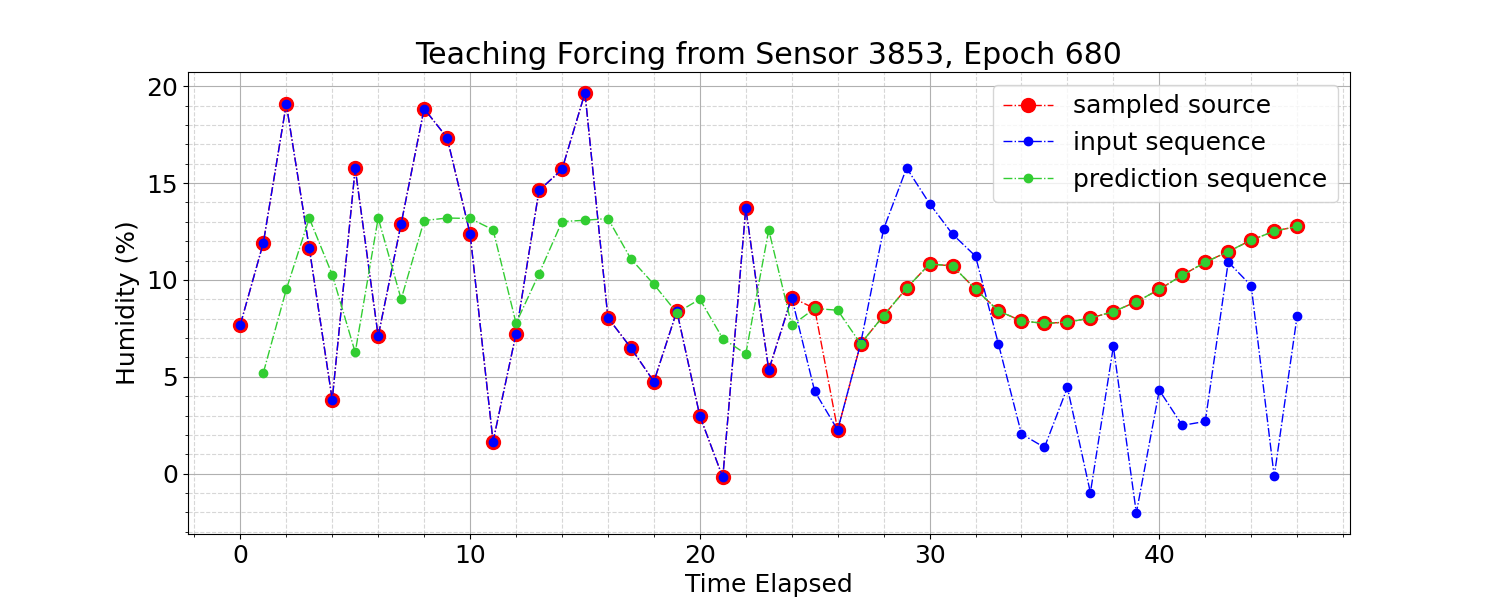 Teaching Forcing from Sensor 3853, Epoch 680
sampled source
input sequence
prediction sequence
Humidity (%)
20
15
10
5
0
0 10 20 30 40
Time Elapsed